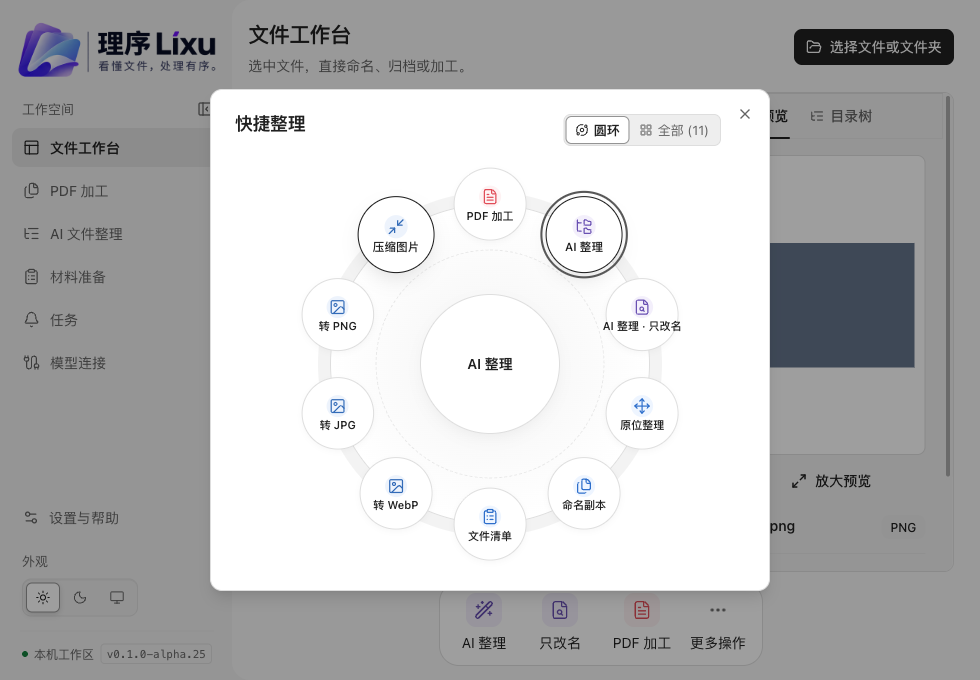 理序 Lixu
看懂文件，处理有序。
工作空间
文件工作台
PDF 加工
AI 文件整理
材料准备
任务
模型连接
设置与帮助
外观
本机工作区
v0.1.0-alpha.25
文件工作台
选中文件，直接命名、归档或加工。
选择文件或文件夹
预览
目录树
放大预览
png
PNG
快捷整理
圆环
全部 (11)
PDF 加工
AI 整理
AI 整理 · 只改名
原位整理
命名副本
文件清单
转 WebP
转 JPG
转 PNG
压缩图片
AI 整理
AI 整理
只改名
PDF 加工
更多操作